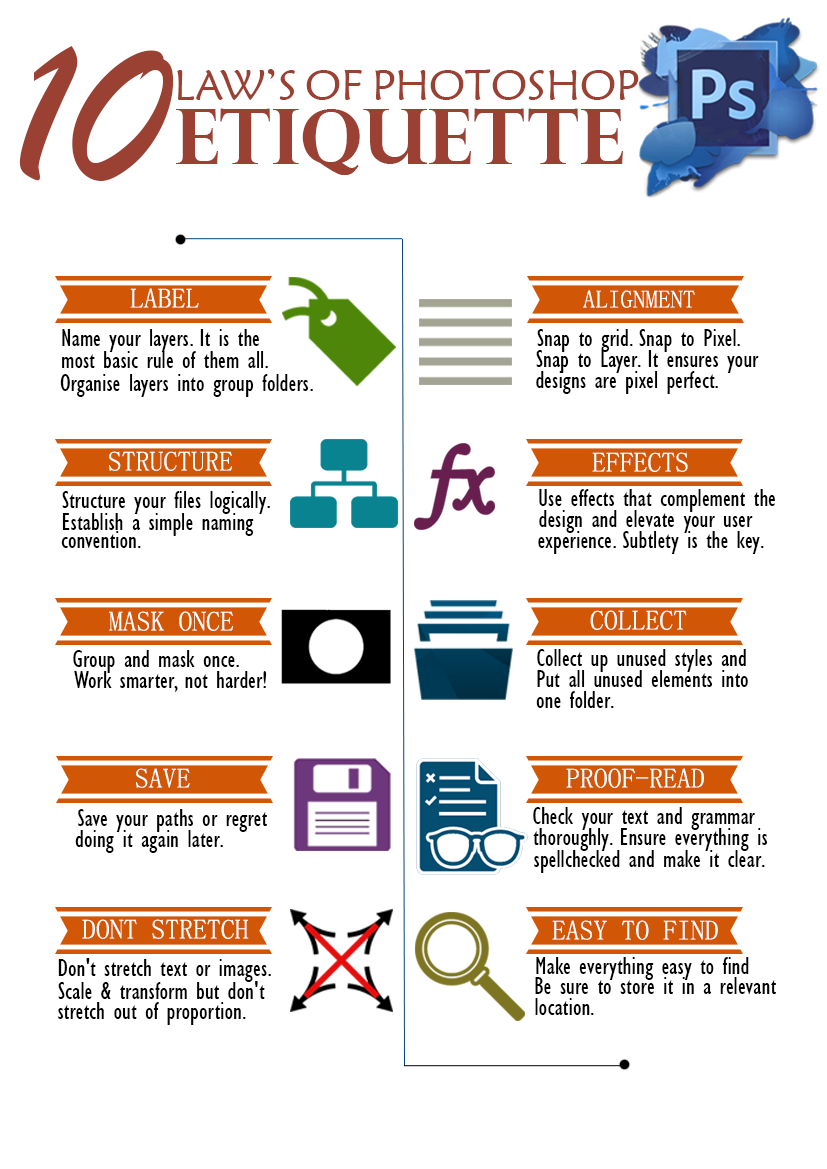 10
LAW'S OF PHOTOSHOP
ETIQUETTE
Ps
LABEL
Name your layers. It is the
most basic rule of them all.
Organise layers into group folders.
STRUCTURE
Structure your files logically.
Establish a simple naming
convention.
MASK ONCE
Group and mask once.
Work smarter, not harder!
SAVE
Save your paths or regret
doing it again later.
DONT STRETCH
Don't stretch text or images.
Scale & transform but don't
stretch out of proportion.
ALIGNMENT
Snap to grid. Snap to Pixel.
Snap to Layer. It ensures your
designs are pixel perfect.
fx
EFFECTS
Use effects that complement the
design and elevate your user
experience. Subtlety is the key.
COLLECT
Collect up unused styles and
Put all unused elements into
one folder.
PROOF-READ
Check your text and grammar
thoroughly. Ensure everything is
spellchecked and make it clear.
EASY TO FIND
Make everything easy to find
Be sure to store it in a relevant
location.